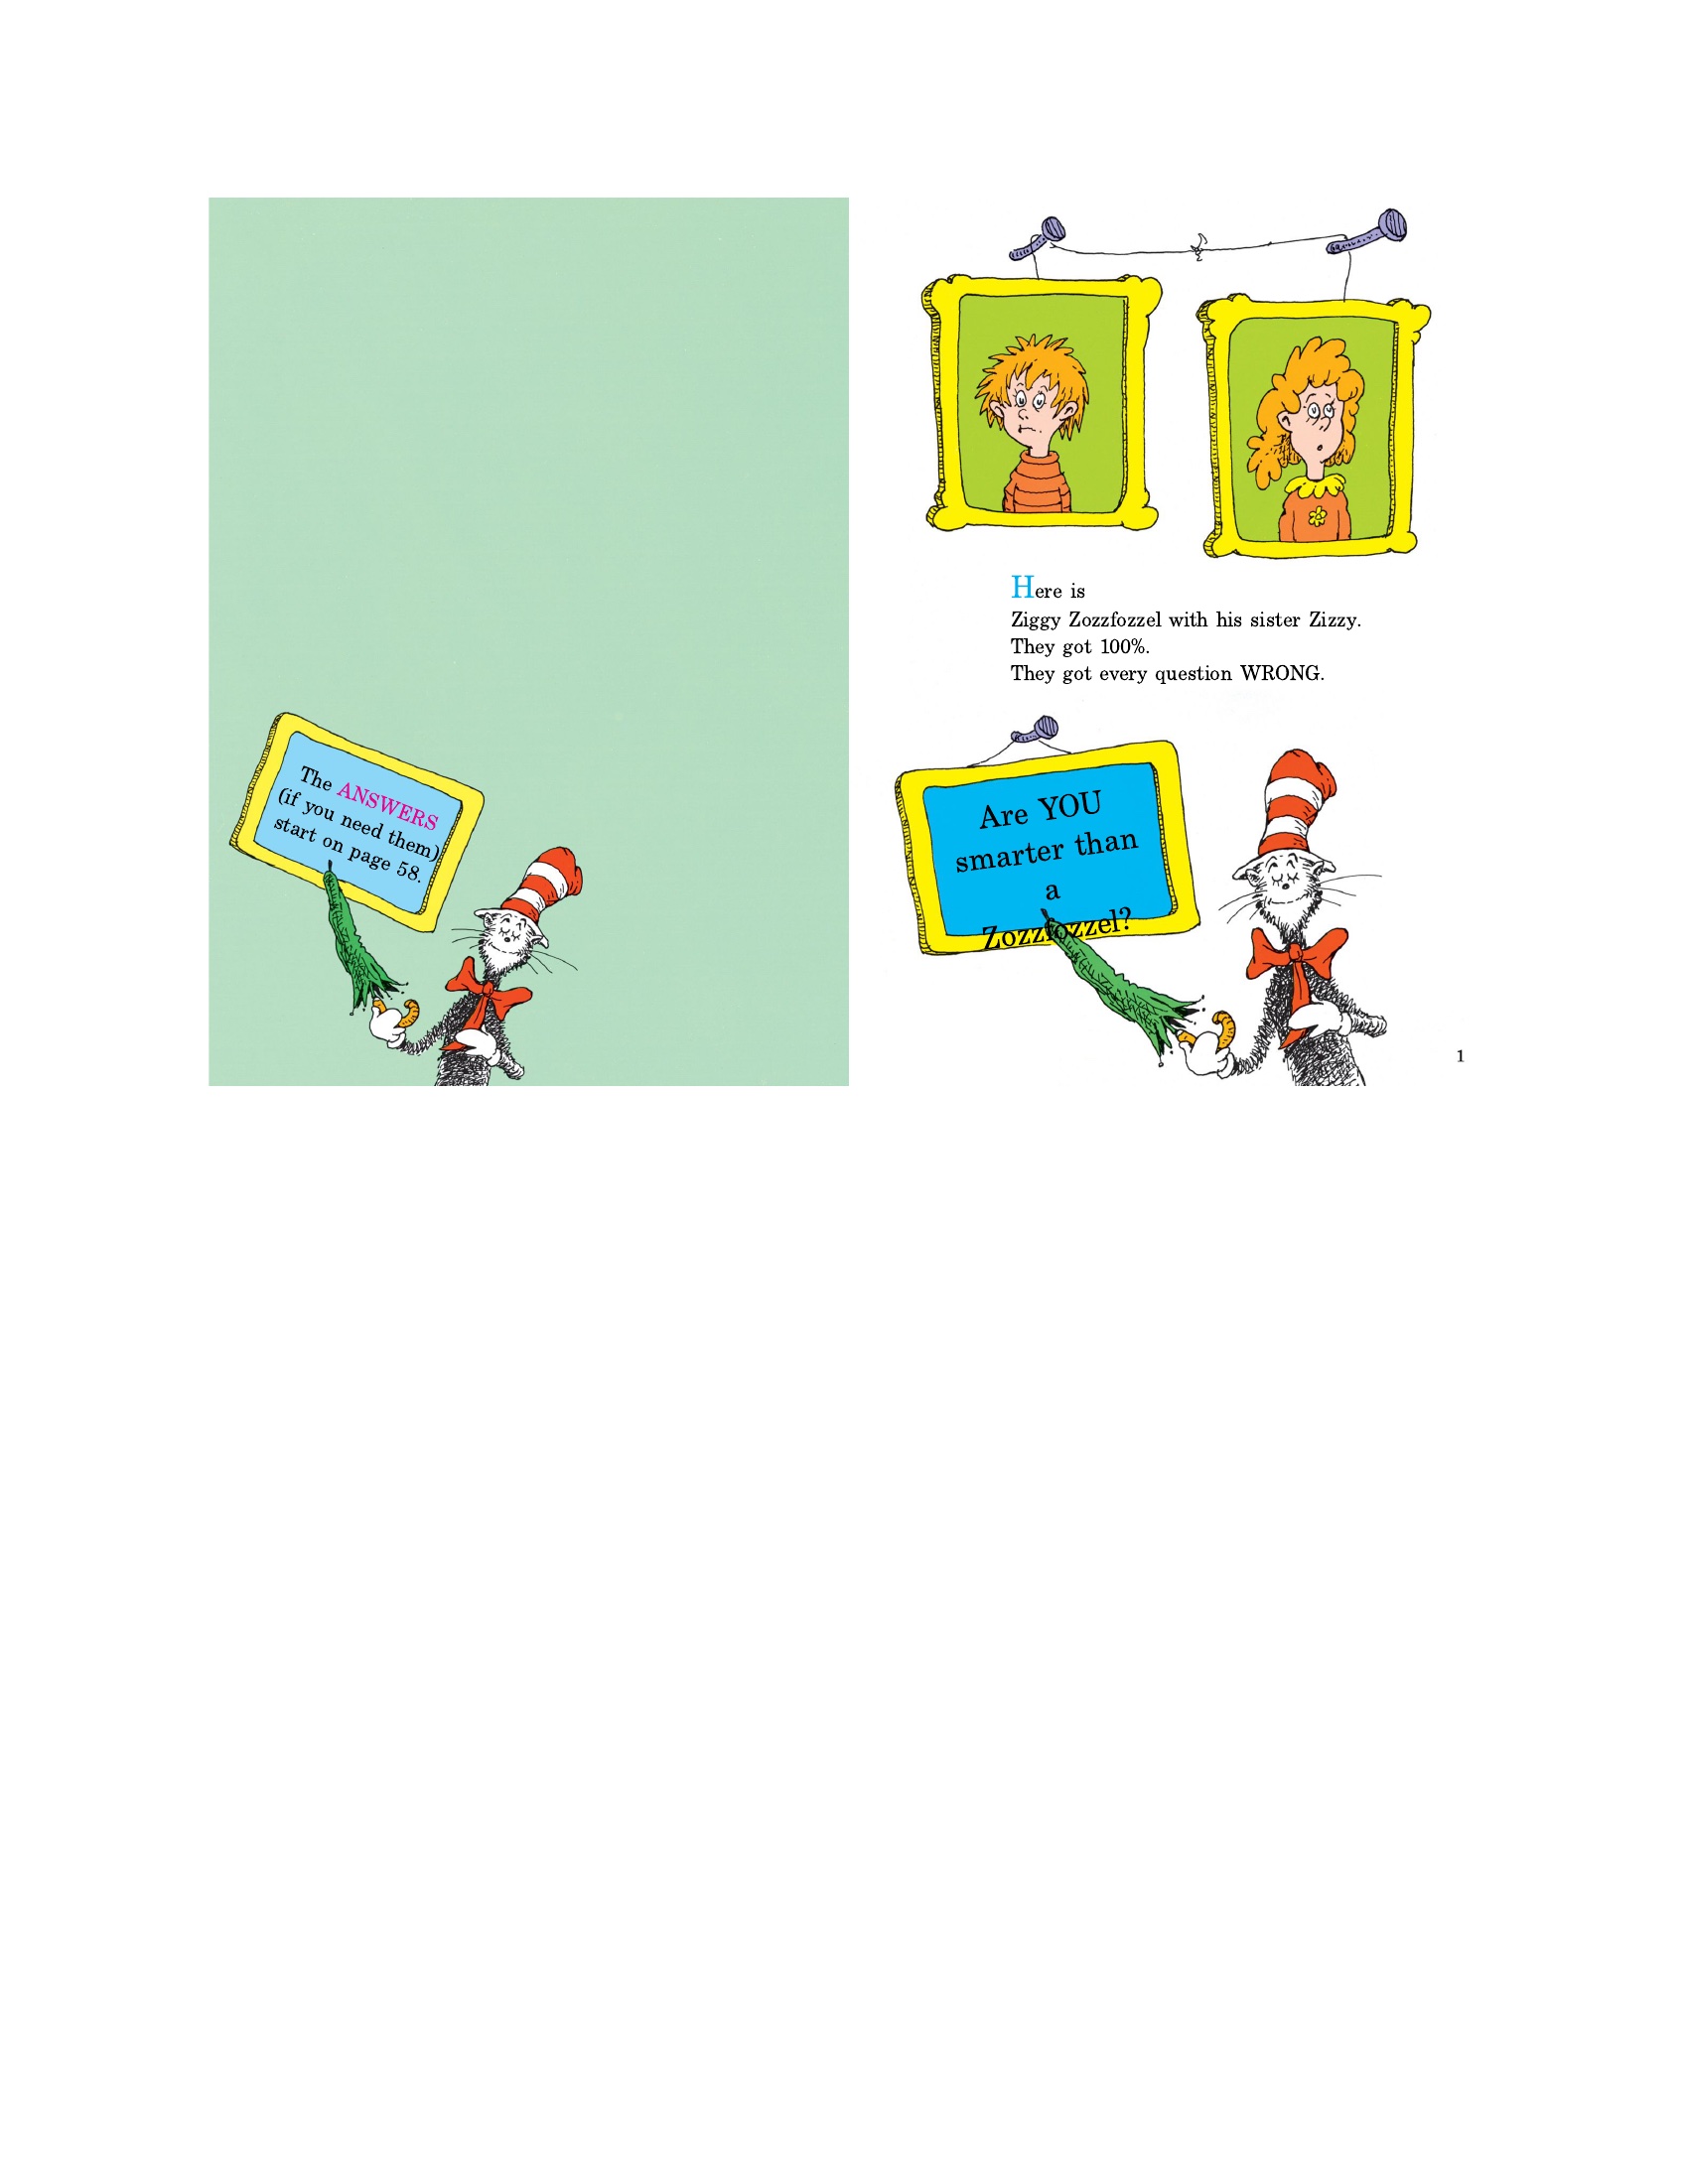 The ANSWERS
(if you need them)
start on page 58.
Here is
Ziggy Zozzfozzel with his sister Zizzy.
They got 100%.
They got every question WRONG.
Are YOU
smarter than
a
Zozzfozzel?
1